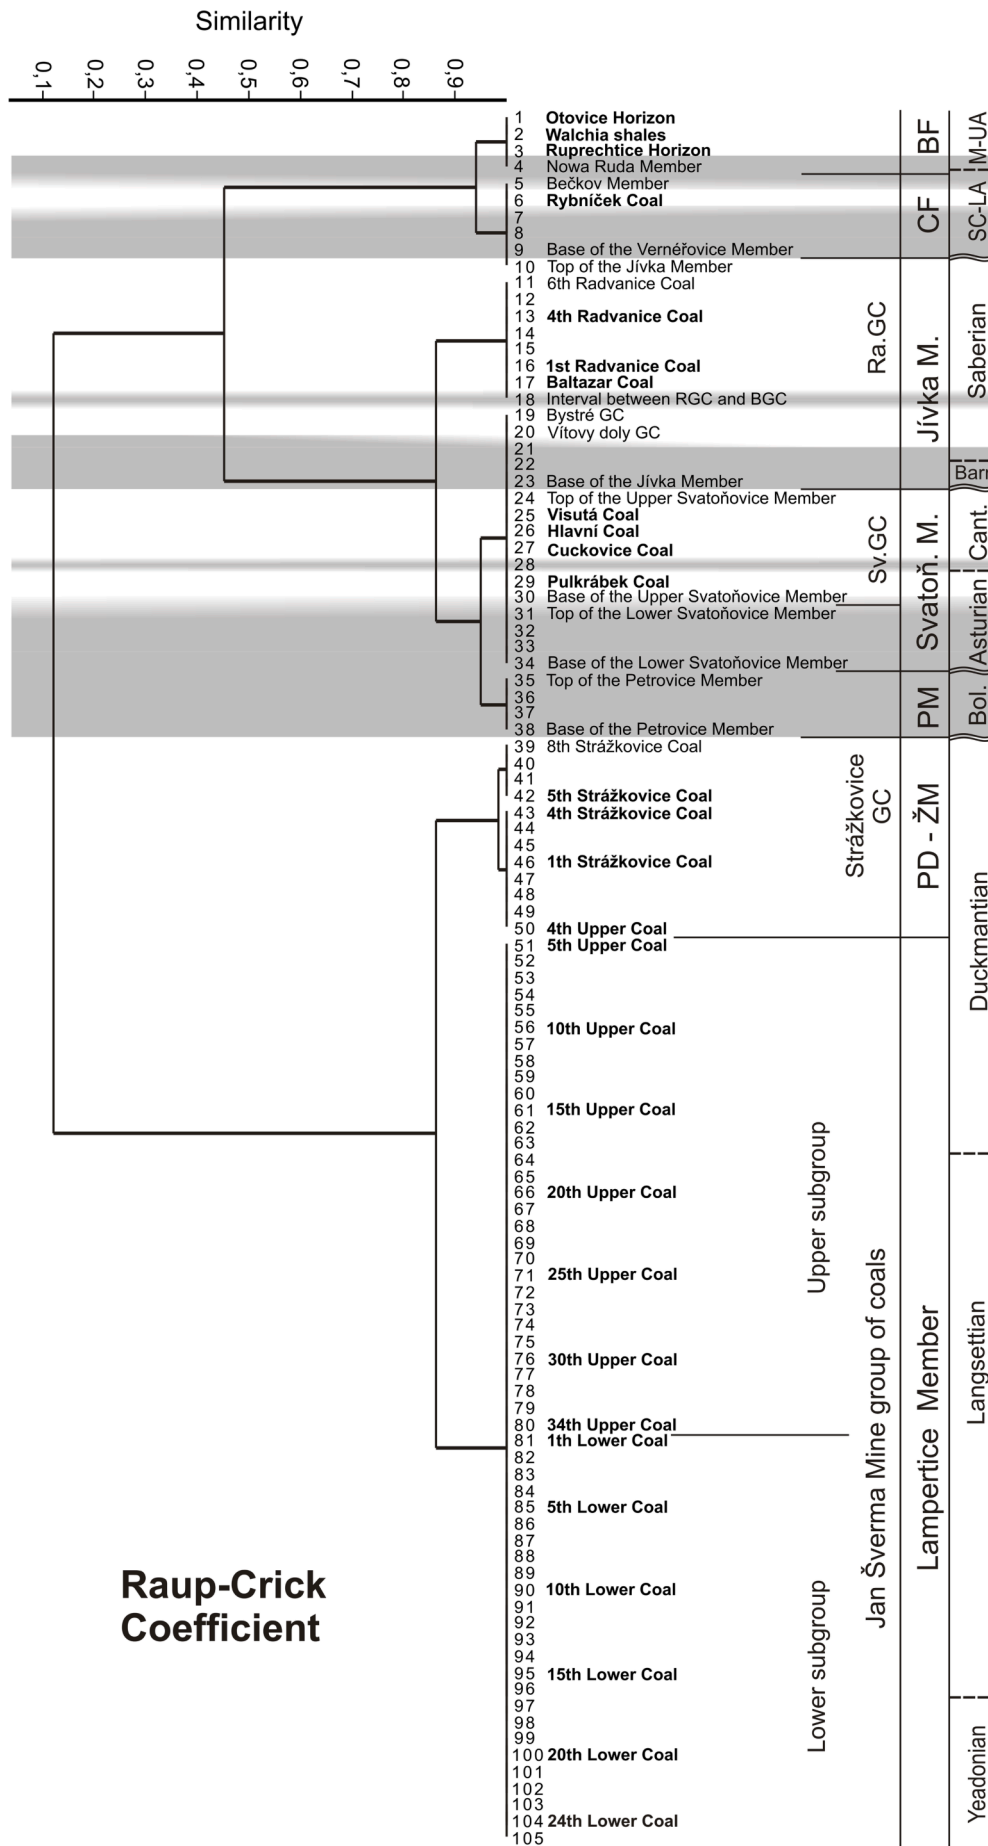 Similarity
0,1 0,2 0,3 0,4 0,5 0,6 0,7 0,8 0,9
1 Otovice Horizon
2 Walchia shales
3 Ruprechtice Horizon
4 Nowa Ruda Member
5 Bečkov Member
6 Rybníček Coal
7
8
9 Base of the Vernéřovice Member
10 Top of the Jívka Member
11 6th Radvanice Coal
12
13 4th Radvanice Coal
14
15
16 1st Radvanice Coal
17 Baltazar Coal
18 Interval between RGC and BGC
19 Bystré GC
20 Vítovy doly GC
21
22
23 Base of the Jívka Member
24 Top of the Upper Svatoňovice Member
25 Visutá Coal
26 Hlavní Coal
27 Cuckovice Coal
28
29 Pulkrábek Coal
30 Base of the Upper Svatoňovice Member
31 Top of the Lower Svatoňovice Member
32
33
34 Base of the Lower Svatoňovice Member
35 Top of the Petrovice Member
36
37
38 Base of the Petrovice Member
39 8th Strážkovice Coal
40
41
42 5th Strážkovice Coal
43 4th Strážkovice Coal
44
45
46 1th Strážkovice Coal
47
48
49
50 4th Upper Coal
51 5th Upper Coal
52
53
54
55
56 10th Upper Coal
57
58
59
60
61 15th Upper Coal
62
63
64
65
66 20th Upper Coal
67
68
69
70
71 25th Upper Coal
72
73
74
75
76 30th Upper Coal
77
78
79
80 34th Upper Coal
81 1th Lower Coal
82
83
84
85 5th Lower Coal
86
87
88
89
90 10th Lower Coal
91
92
93
94
95 15th Lower Coal
96
97
98
99
100 20th Lower Coal
101
102
103
104 24th Lower Coal
105
Ra.GC
Sv.GC
Strážkovice
GC
Upper subgroup
Lower subgroup
Jan Šverma Mine group of coals
BF
CF
Jívka M.
Svatoň. M.
PM
PD - ŽM
Lampertice Member
M-UA
SC-LA
Saberian
Barr
Cant.
Asturian
Bol.
Duckmantian
Langsettian
Yeadonian
Raup-Crick
Coefficient